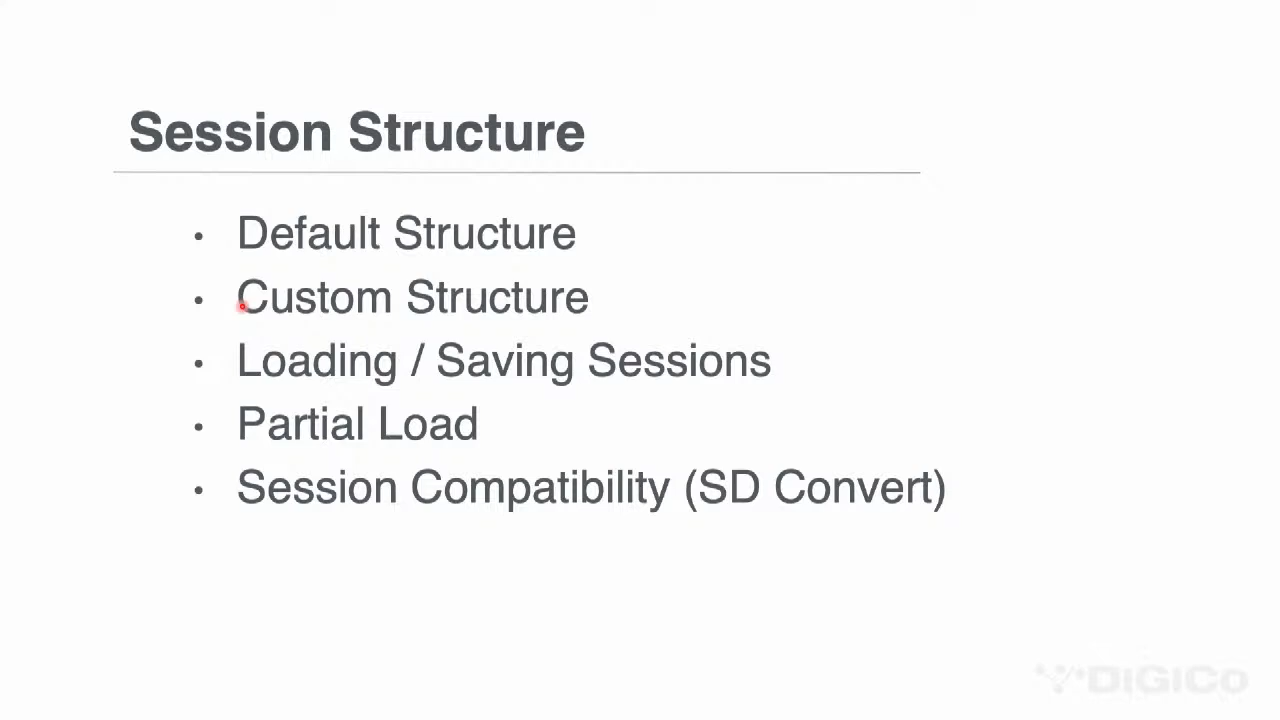 Session Structure
• Default Structure
• Custom Structure
• Loading / Saving Sessions
• Partial Load
• Session Compatibility (SD Convert)
DiGiCo